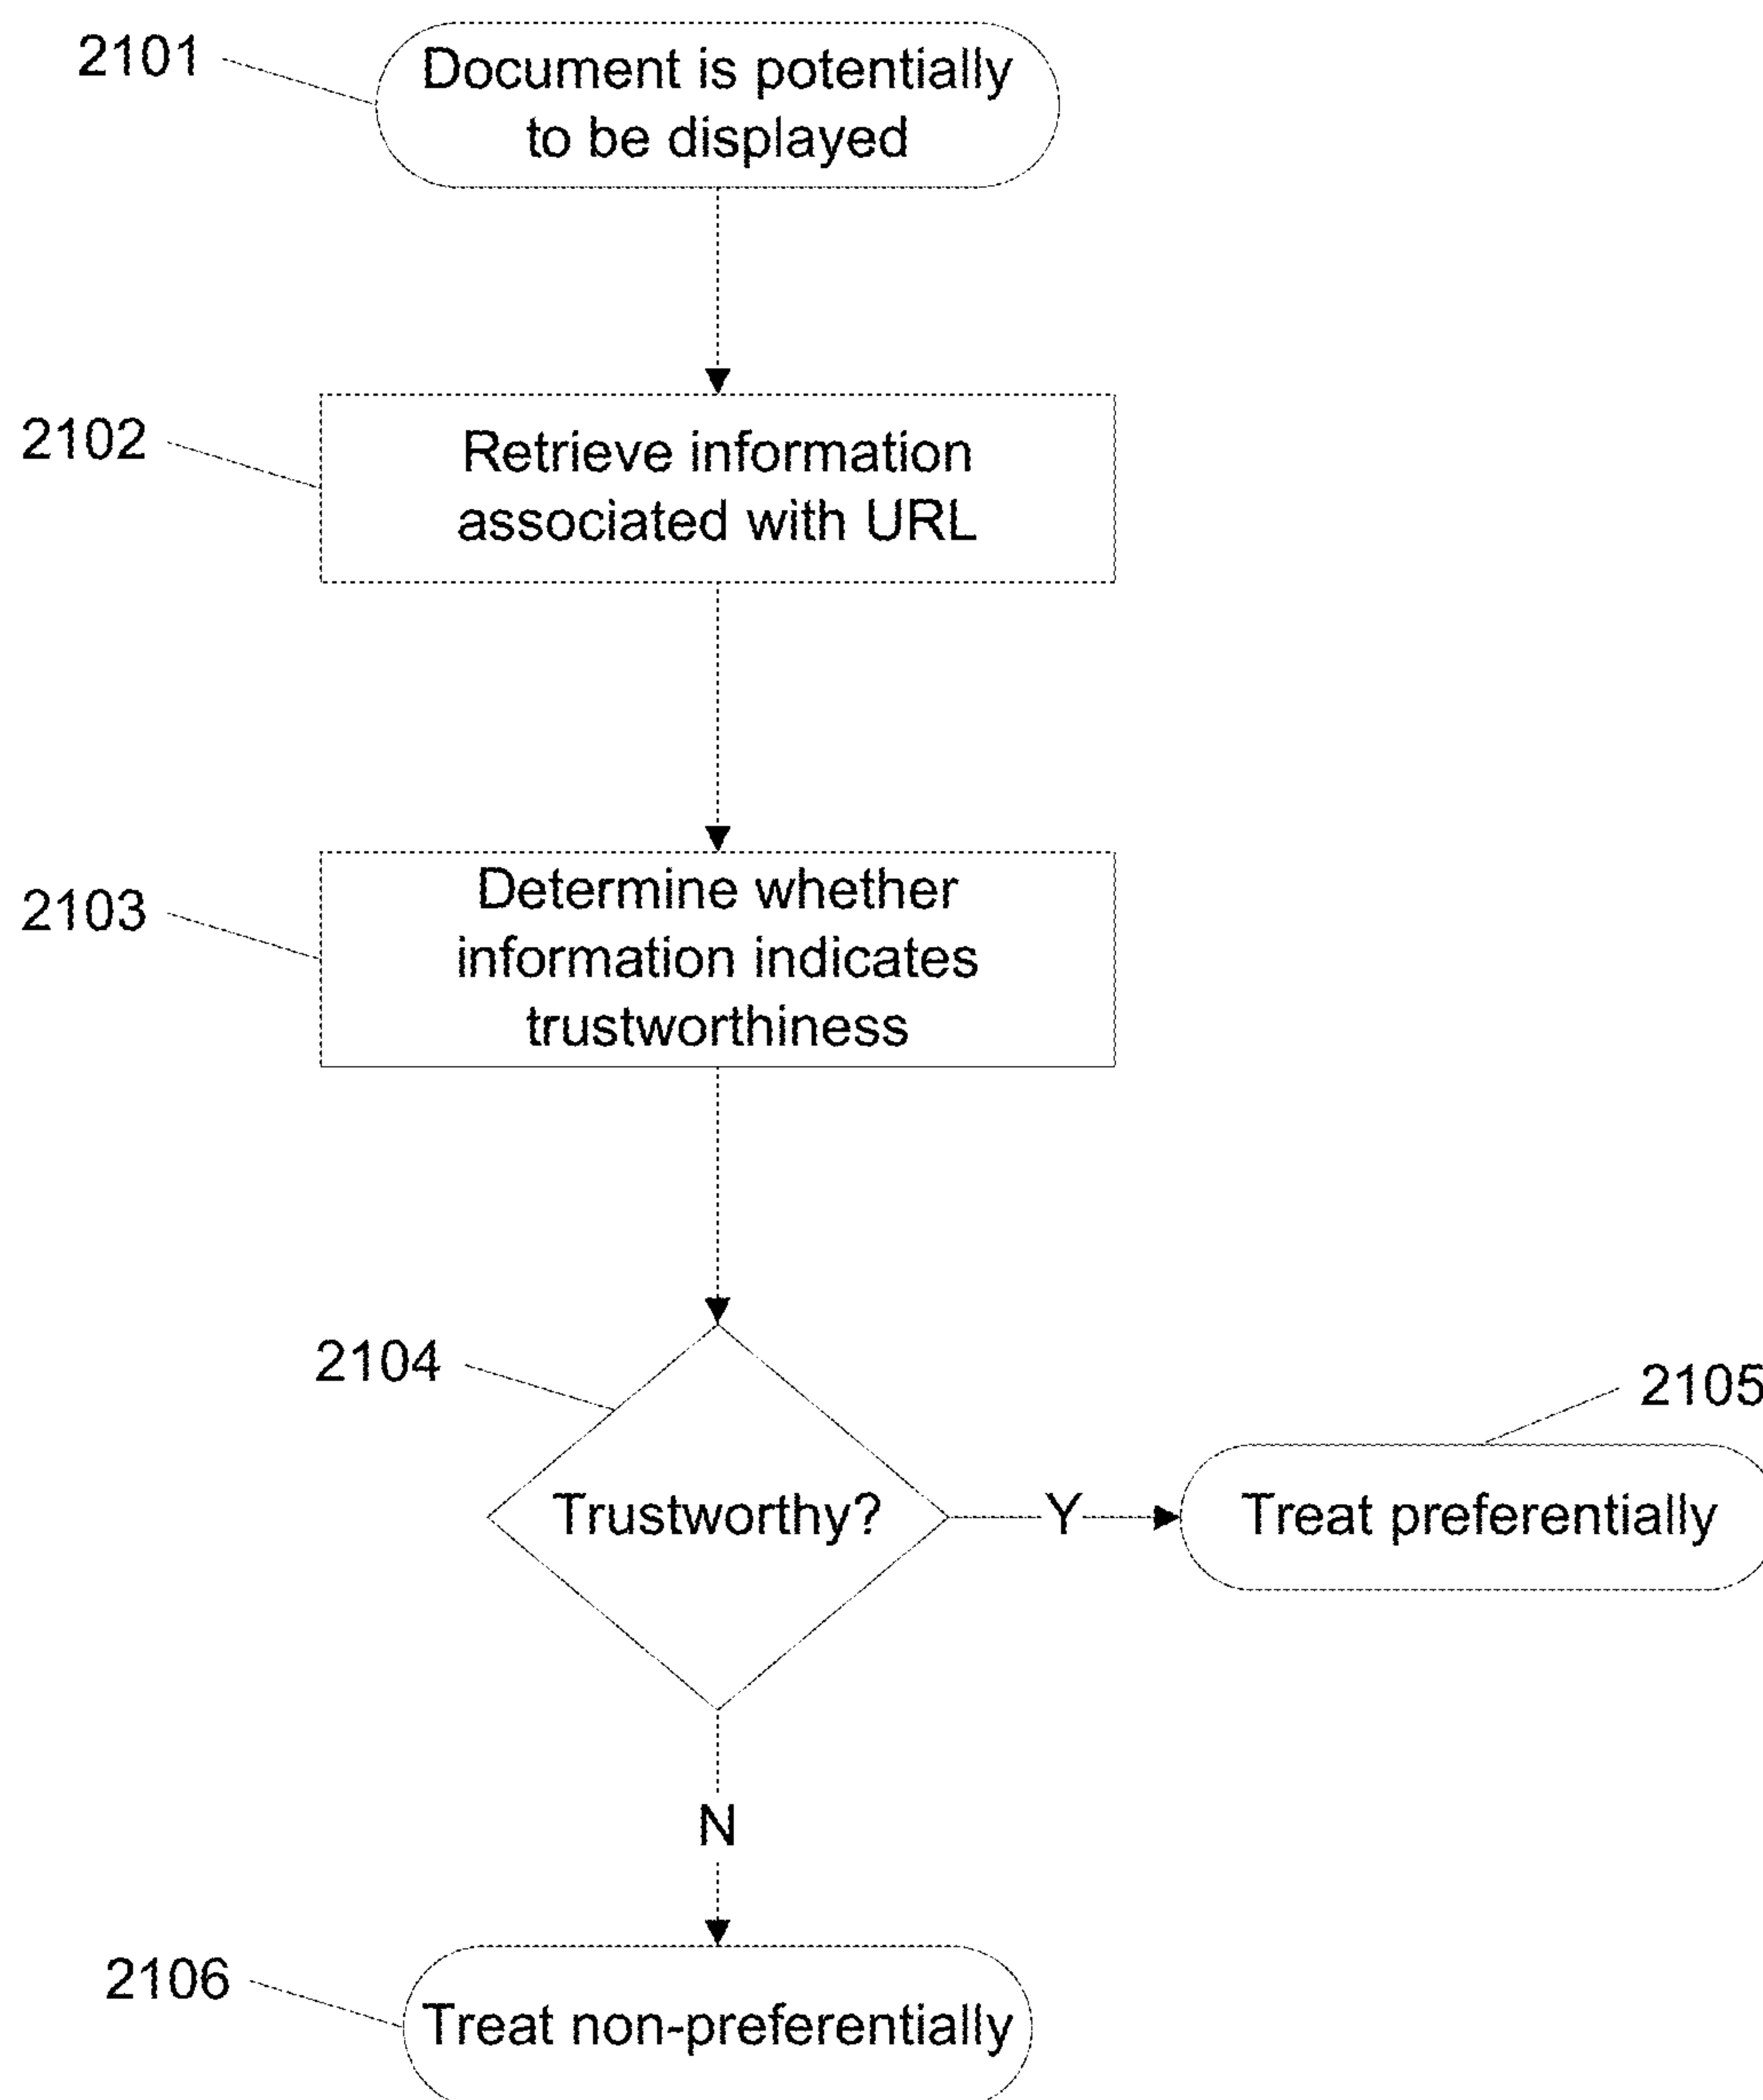 2101
Document is potentially
to be displayed
2102
Retrieve information
associated with URL
2103
Determine whether
information indicates
trustworthiness
2104
2105
Trustworthy?
Y
Treat preferentially
N
2106
Treat non-preferentially